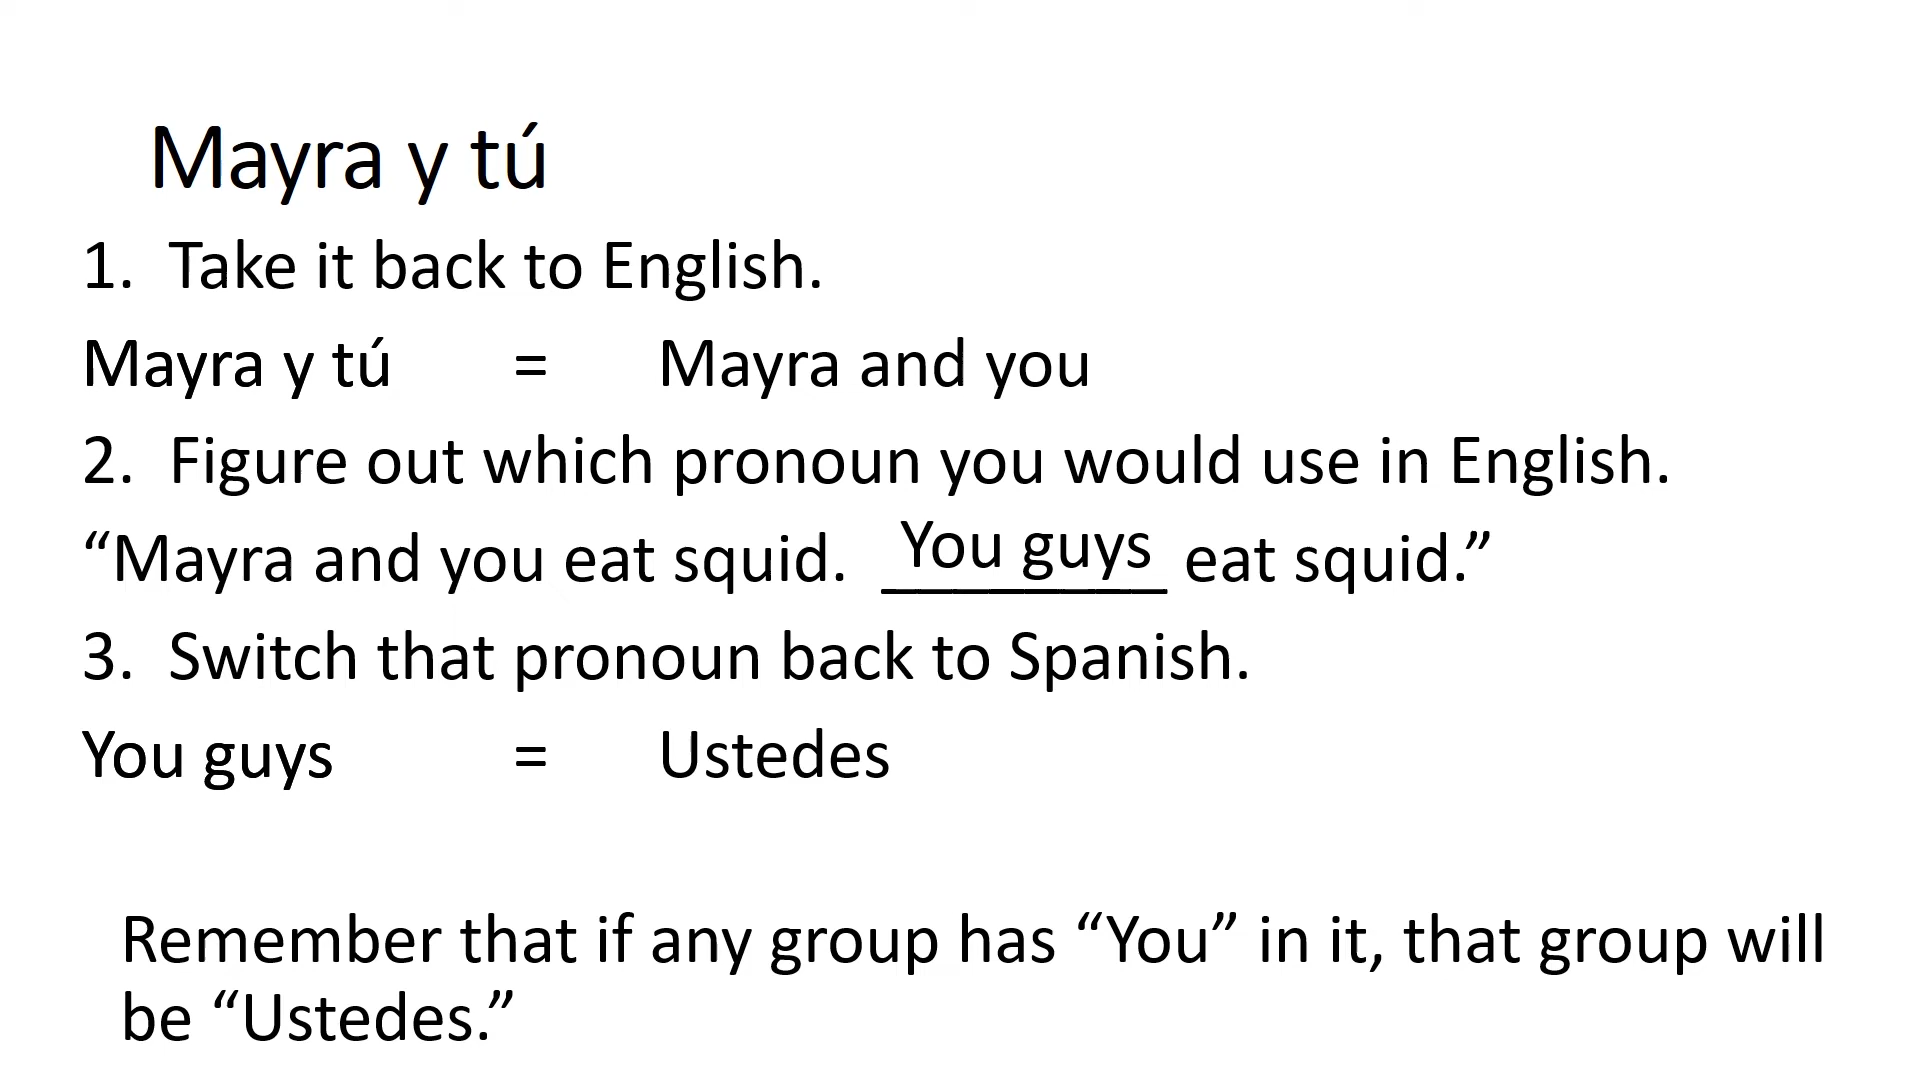 Mayra y tú
1. Take it back to English.
Mayra y tú = Mayra and you
2. Figure out which pronoun you would use in English.
“Mayra and you eat squid. You guys eat squid.”
3. Switch that pronoun back to Spanish.
You guys = Ustedes
Remember that if any group has “You” in it, that group will
be “Ustedes.”